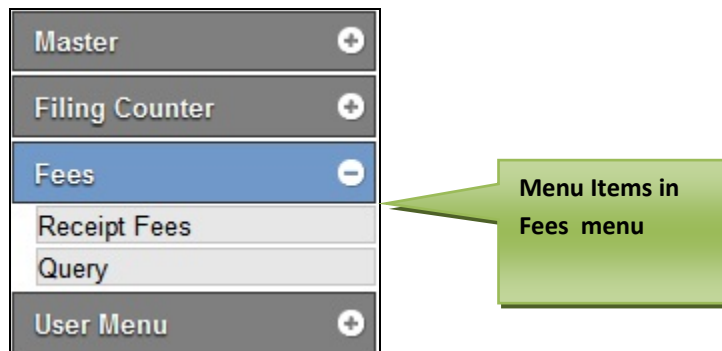 Master
Filing Counter
Fees
Receipt Fees
Query
User Menu
Menu Items in
Fees menu